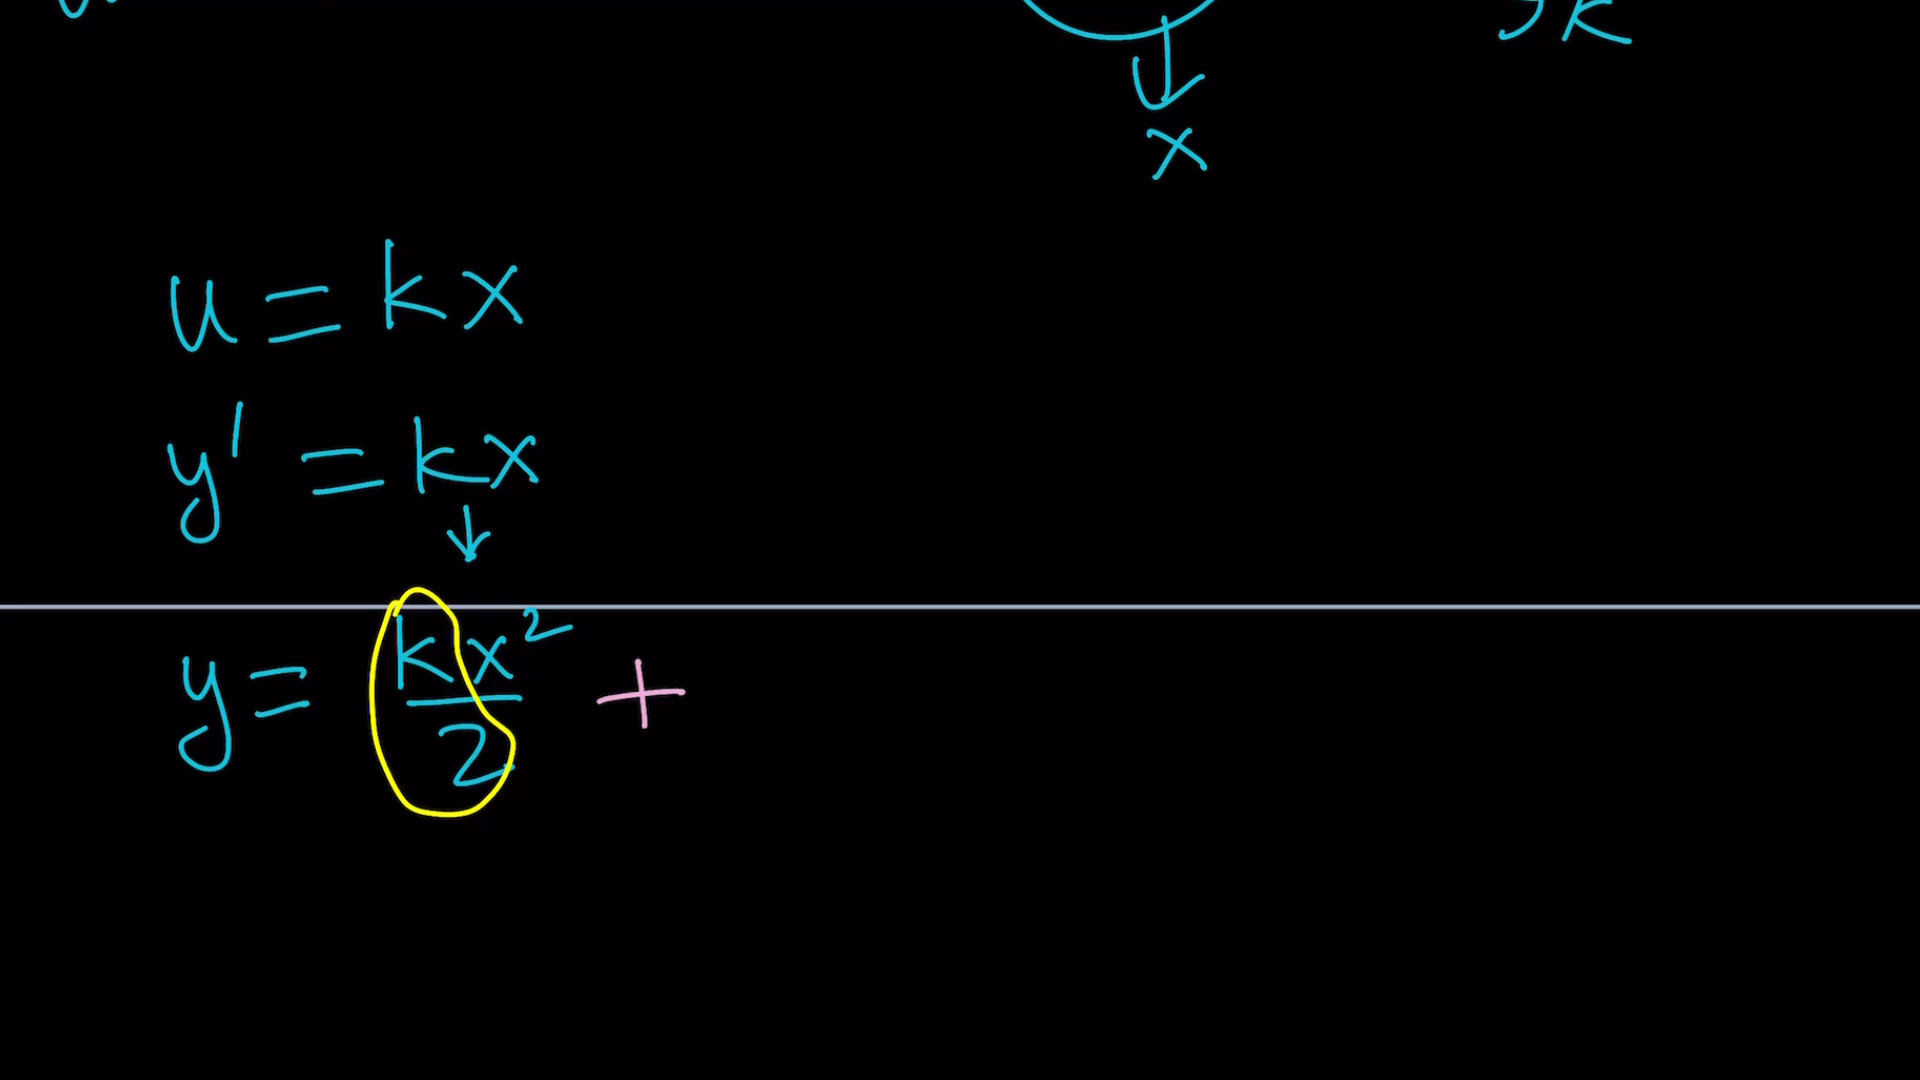 k
x
u = kx
y' = kx
↓
y = kx²/2 +